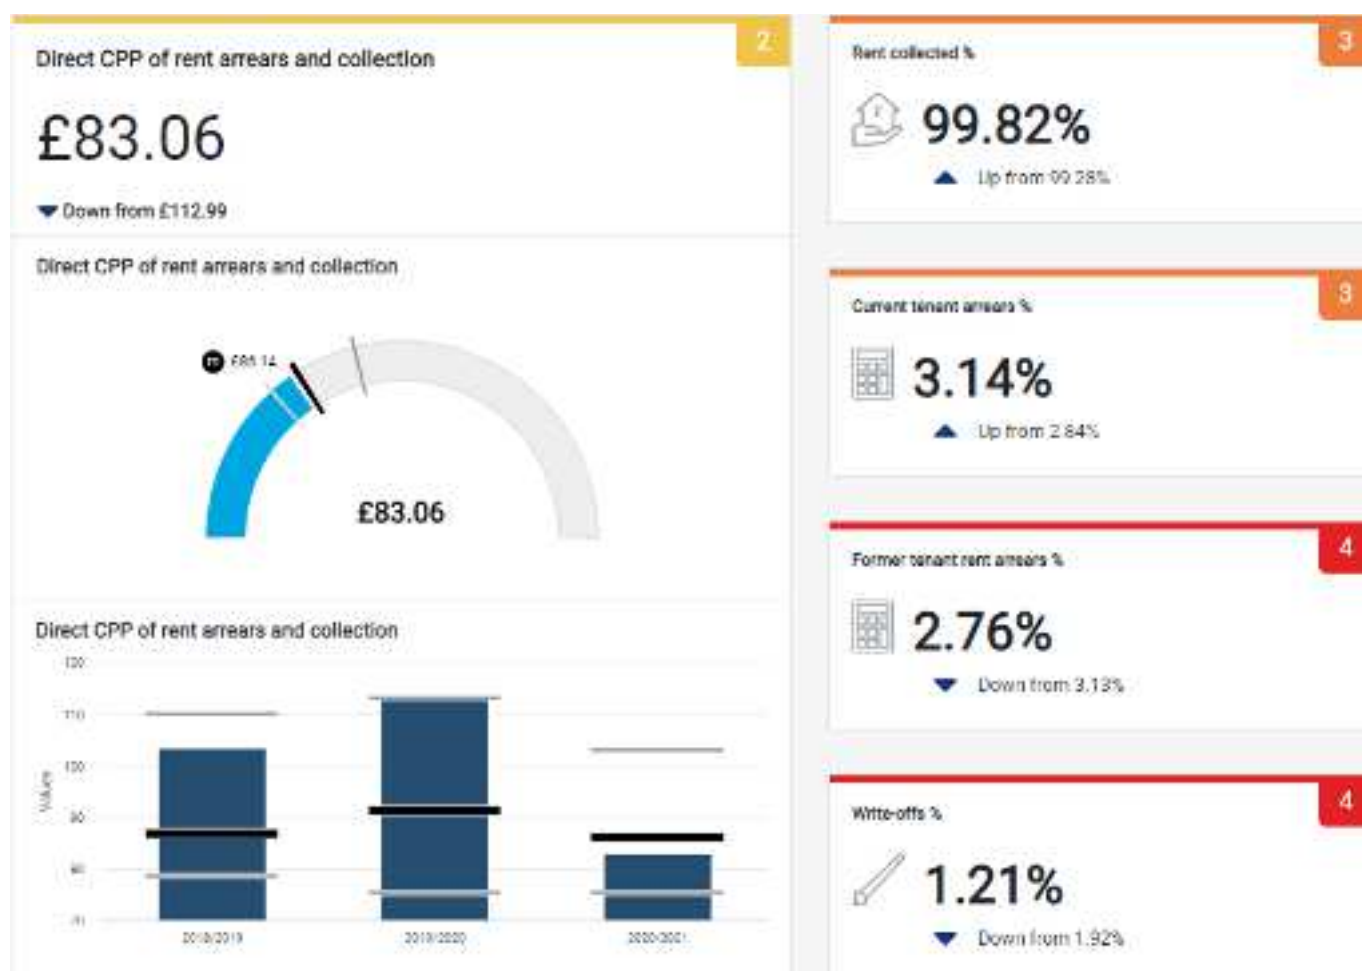 Direct CPP of rent arrears and collection
2
£83.06
Down from £112.99
Direct CPP of rent arrears and collection
£83.06
Direct CPP of rent arrears and collection
120
110
100
90
80
70
Values
2018/2019
2019/2020
2020/2021
Rent collected %
3
99.82%
Up from 99.28%
Current tenant arrears %
3
3.14%
Up from 2.84%
Former tenant rent arrears %
4
2.76%
Down from 3.13%
Write-offs %
4
1.21%
Down from 1.92%